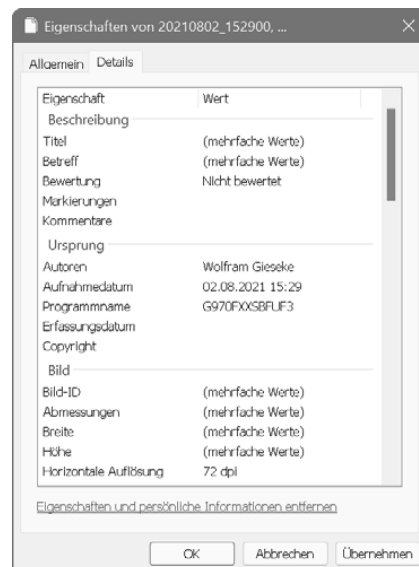 Eigenschaften von 20210802_152900, ...
Allgemein Details
Eigenschaft Wert
Beschreibung
Titel (mehrfache Werte)
Betreff (mehrfache Werte)
Bewertung Nicht bewertet
Markierungen
Kommentare
Ursprung
Autoren Wolfram Gieseke
Aufnahmedatum 02.08.2021 15:29
Programmname G970FXXSBFUF3
Erfassungsdatum
Copyright
Bild
Bild-ID (mehrfache Werte)
Abmessungen (mehrfache Werte)
Breite (mehrfache Werte)
Höhe (mehrfache Werte)
Horizontale Auflösung 72 dpi
Eigenschaften und persönliche Informationen entfernen
OK Abbrechen Übernehmen